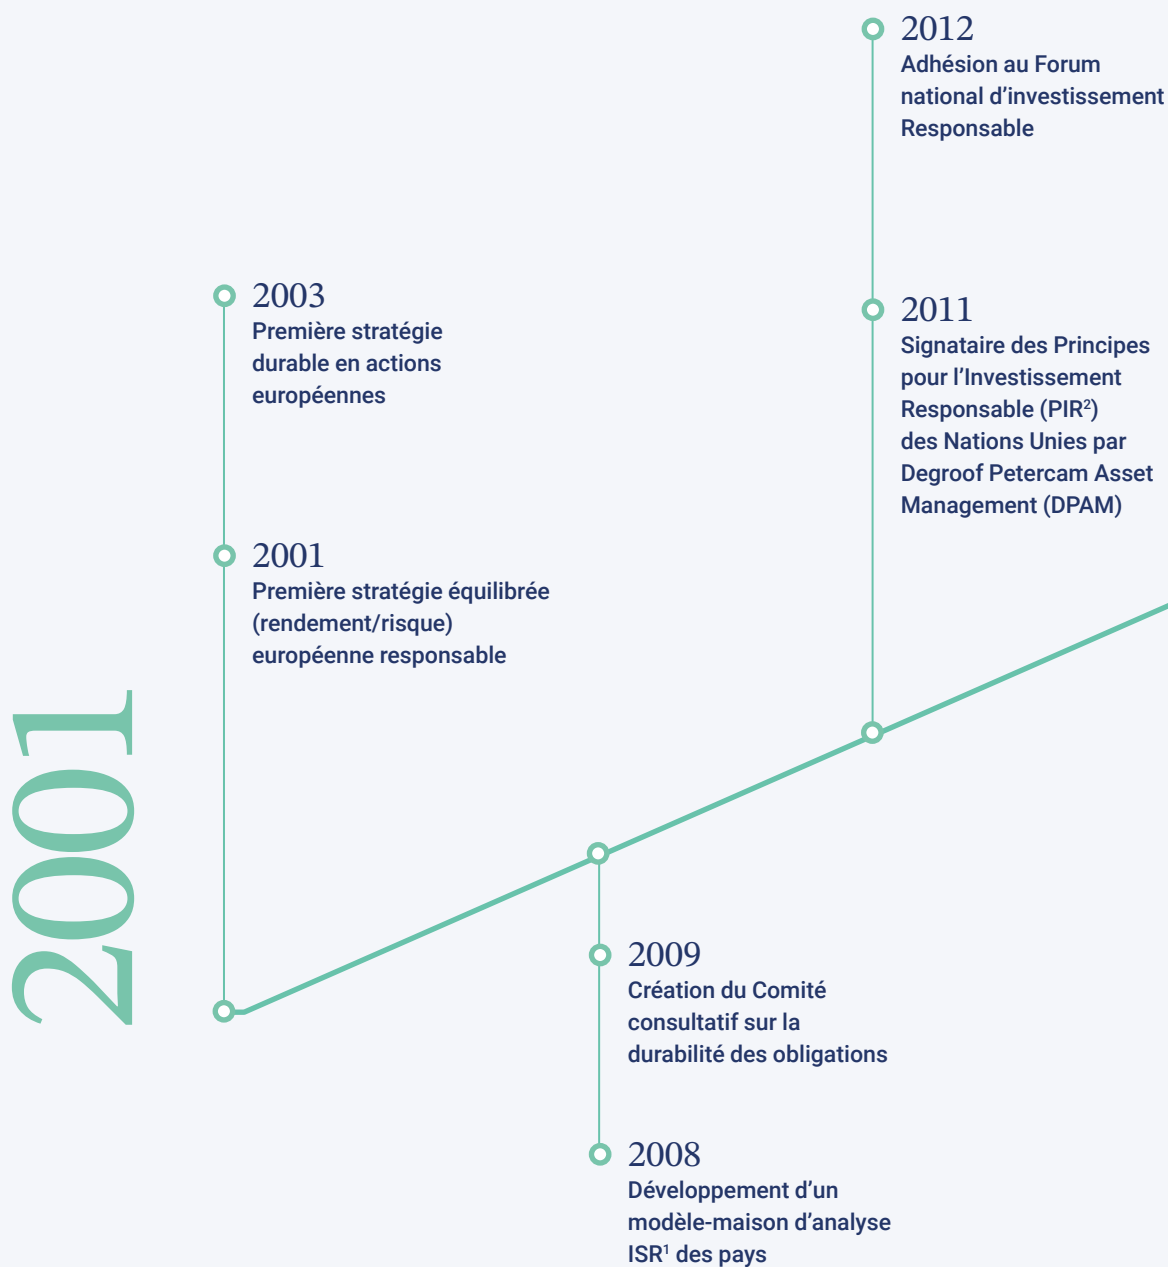 2012
Adhésion au Forum
national d’investissement
Responsable
2003
Première stratégie
durable en actions
européennes
2011
Signataire des Principes
pour l’Investissement
Responsable (PIR²)
des Nations Unies par
Degroof Petercam Asset
Management (DPAM)
2001
Première stratégie équilibrée
(rendement/risque)
européenne responsable
2001
2009
Création du Comité
consultatif sur la
durabilité des obligations
2008
Développement d’un
modèle-maison d’analyse
ISR¹ des pays